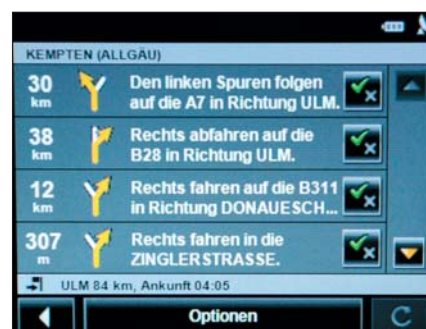 KEMPTEN (ALLGÄU)
30 km
Den linken Spuren folgen
auf die A7 in Richtung ULM.
38 km
Rechts abfahren auf die
B28 in Richtung ULM.
12 km
Rechts fahren auf die B311
in Richtung DONAUESCH...
307 m
Rechts fahren in die
ZINGLERSTRASSE.
ULM 84 km, Ankunft 04:05
Optionen